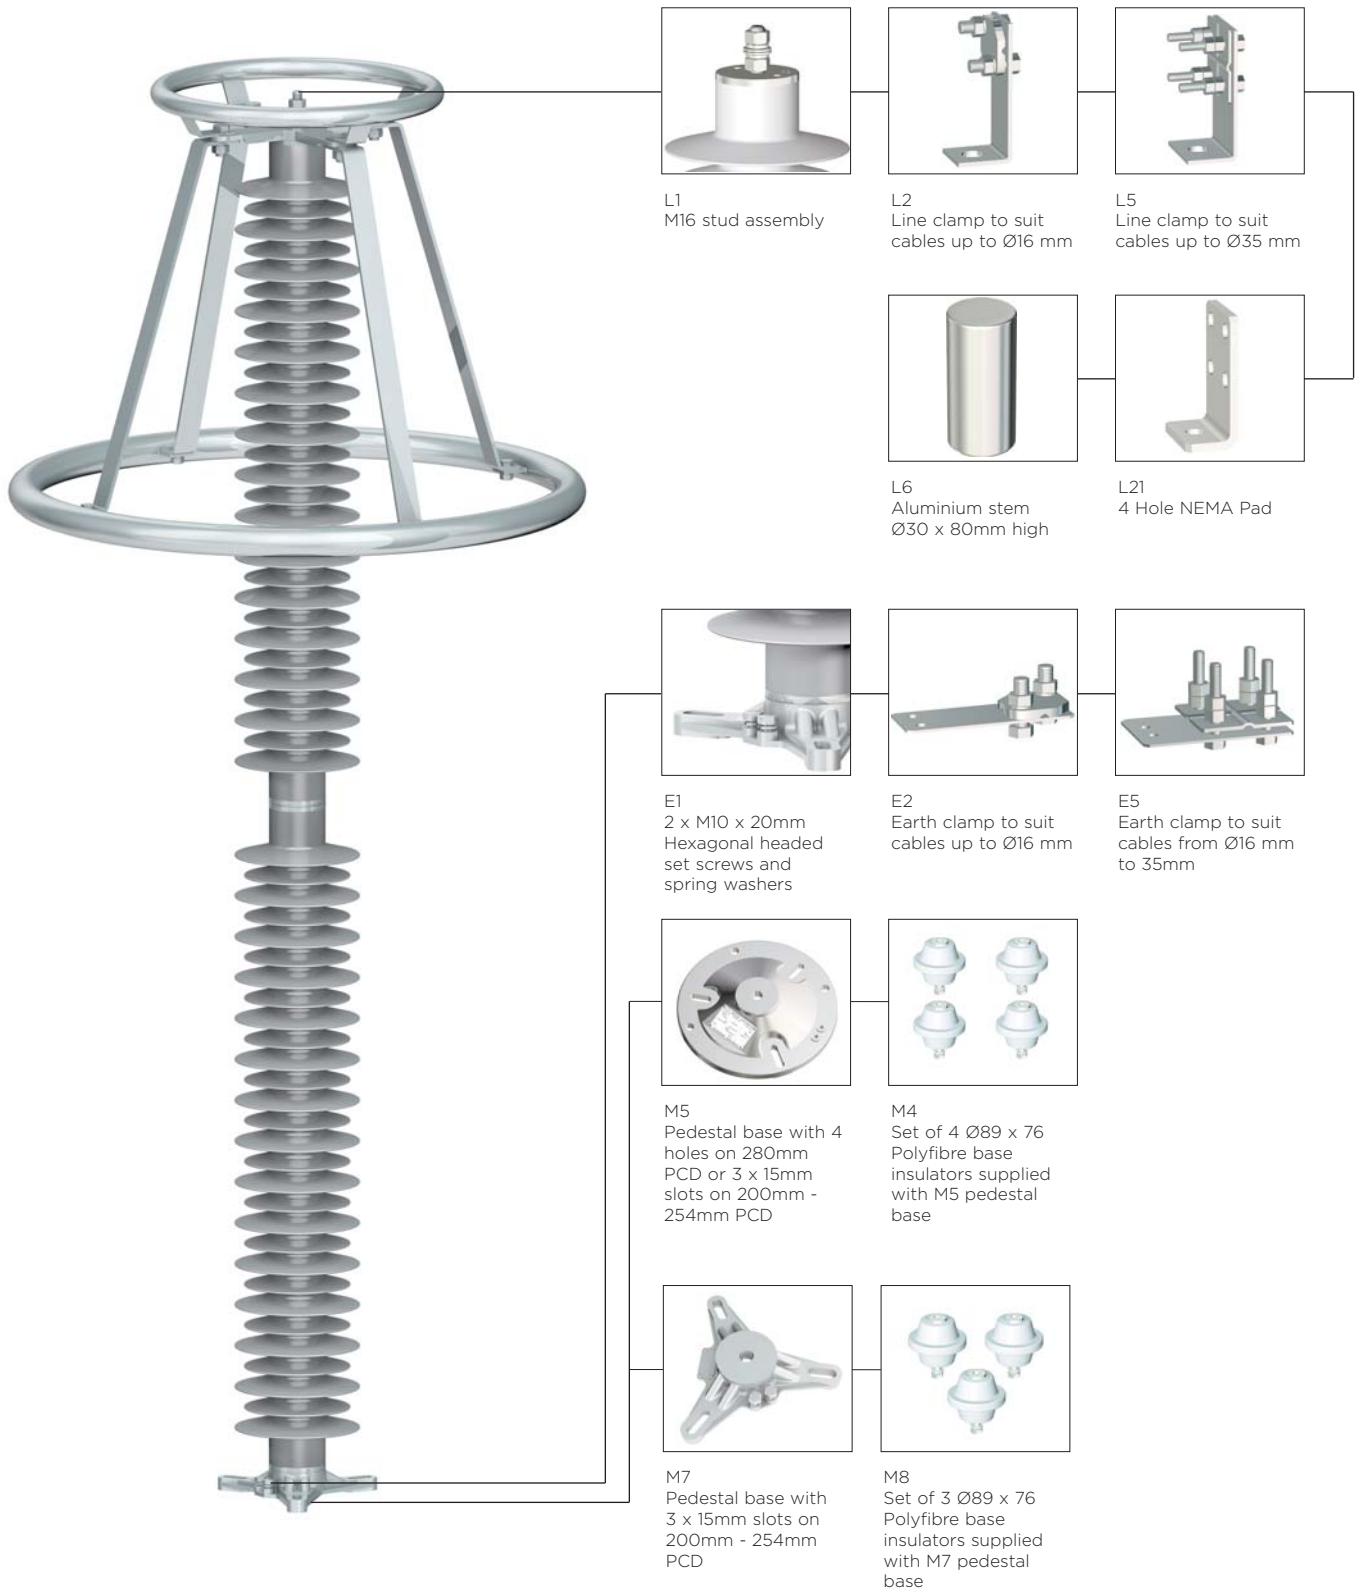 L1
M16 stud assembly
L2
Line clamp to suit
cables up to Ø16 mm
L5
Line clamp to suit
cables up to Ø35 mm
L6
Aluminium stem
Ø30 x 80mm high
L21
4 Hole NEMA Pad
E1
2 x M10 x 20mm
Hexagonal headed
set screws and
spring washers
E2
Earth clamp to suit
cables up to Ø16 mm
E5
Earth clamp to suit
cables from Ø16 mm
to 35mm
M5
Pedestal base with 4
holes on 280mm
PCD or 3 x 15mm
slots on 200mm -
254mm PCD
M4
Set of 4 Ø89 x 76
Polyfibre base
insulators supplied
with M5 pedestal
base
M7
Pedestal base with
3 x 15mm slots on
200mm - 254mm
PCD
M8
Set of 3 Ø89 x 76
Polyfibre base
insulators supplied
with M7 pedestal
base